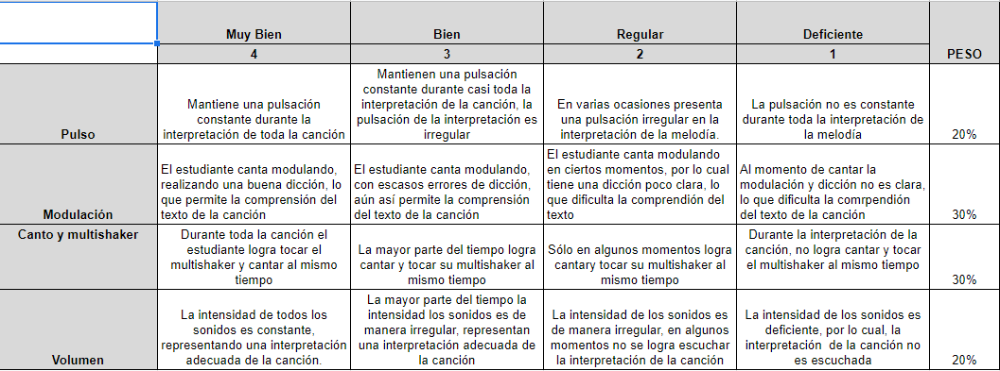 Muy Bien
Bien
Regular
Deficiente
4
3
2
1
PESO
Pulso
Mantiene una pulsación
constante durante la
interpretación de toda la canción
Mantienen una pulsación
constante durante casi toda la
interpretación de la canción, la
pulsación de la interpretación es
irregular
En varias ocasiones presenta
una pulsación irregular en la
interpretación de la melodía.
La pulsación no es constante
durante toda la interpretación de
la melodía
20%
Modulación
El estudiante canta modulando,
realizando una buena dicción, lo
que permite la comprensión del
texto de la canción
El estudiante canta modulando,
con escasos errores de dicción,
aún así permite la comprensión
del texto de la canción
El estudiante canta modulando
en ciertos momentos, por lo cual
tiene una dicción poco clara, lo
que dificulta la comprendión del
texto
Al momento de cantar la
modulación y dicción no es clara,
lo que dificulta la comrpendión
del texto de la canción
30%
Canto y multishaker
Durante toda la canción el
estudiante logra tocar el
multishaker y cantar al mismo
tiempo
La mayor parte del tiempo logra
cantar y tocar su multishaker al
mismo tiempo
Sólo en algunos momentos logra
cantary tocar su multishaker al
mismo tiempo
Durante la interpretación de la
canción, no logra cantar y tocar
el multishaker al mismo tiempo
30%
Volumen
La intensidad de todos los
sonidos es constante,
representando una interpretación
adecuada de la canción.
La mayor parte del tiempo la
intensidad los sonidos es de
manera irregular, representan
una interpretación adecuada de
la canción
La intensidad de los sonidos es
de manera irregular, en algunos
momentos no se logra escuchar
la interpretación de la canción
La intensidad de los sonidos es
deficiente, por lo cual, la
interpretación de la canción no
es escuchada
20%